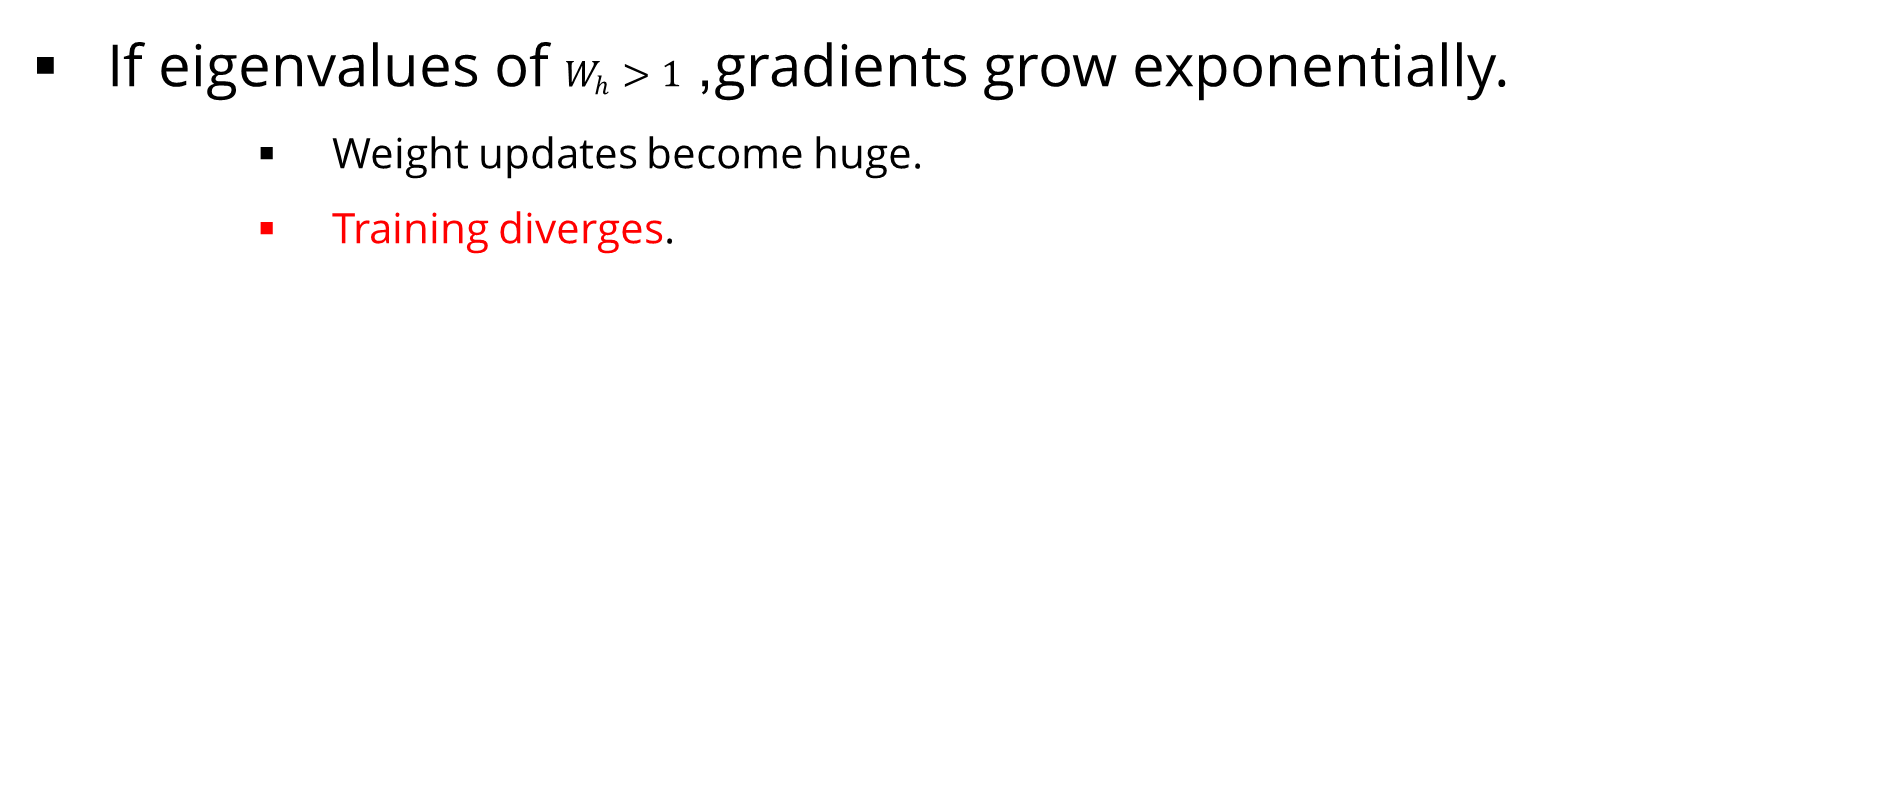 ▪ If eigenvalues of W_h > 1 ,gradients grow exponentially.
▪ Weight updates become huge.
▪ Training diverges.